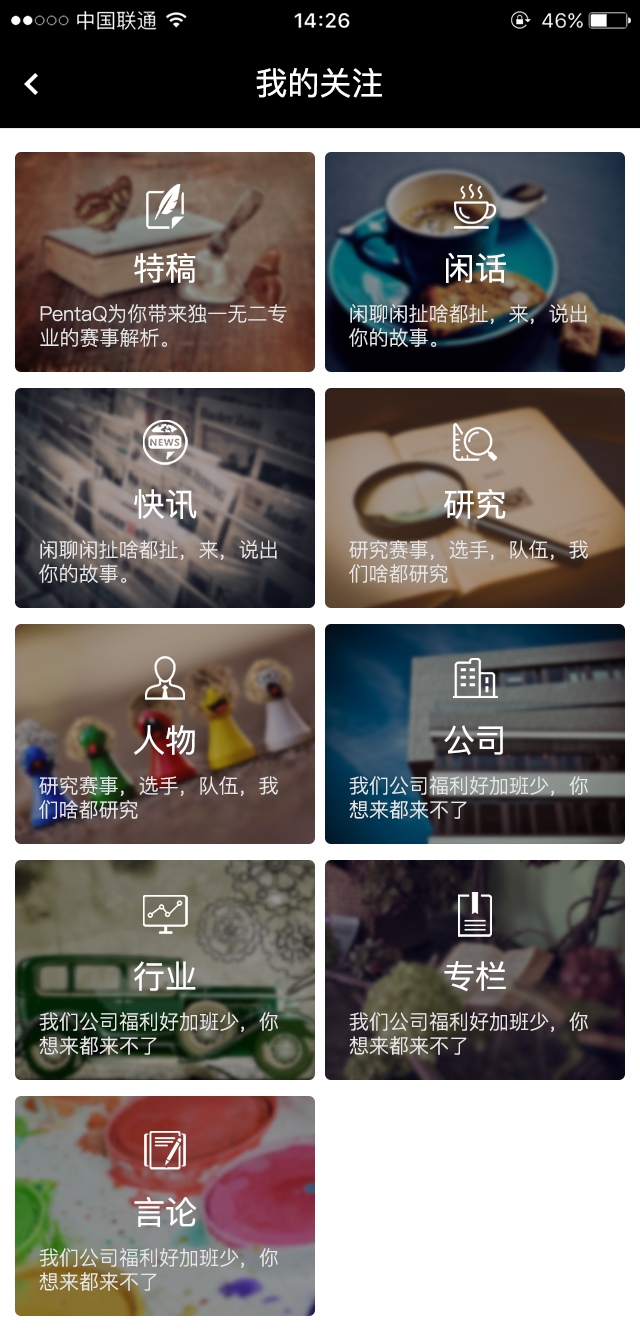 中国联通
14:26
46%
我的关注
特稿
PentaQ为你带来独一无二专
业的赛事解析。
闲话
闲聊闲扯啥都扯，来，说出
你的故事。
NEWS
快讯
闲聊闲扯啥都扯，来，说出
你的故事。
研究
研究赛事，选手，队伍，我
们啥都研究
人物
研究赛事，选手，队伍，我
们啥都研究
公司
我们公司福利好加班少，你
想来都来不了
行业
我们公司福利好加班少，你
想来都来不了
专栏
我们公司福利好加班少，你
想来都来不了
言论
我们公司福利好加班少，你
想来都来不了